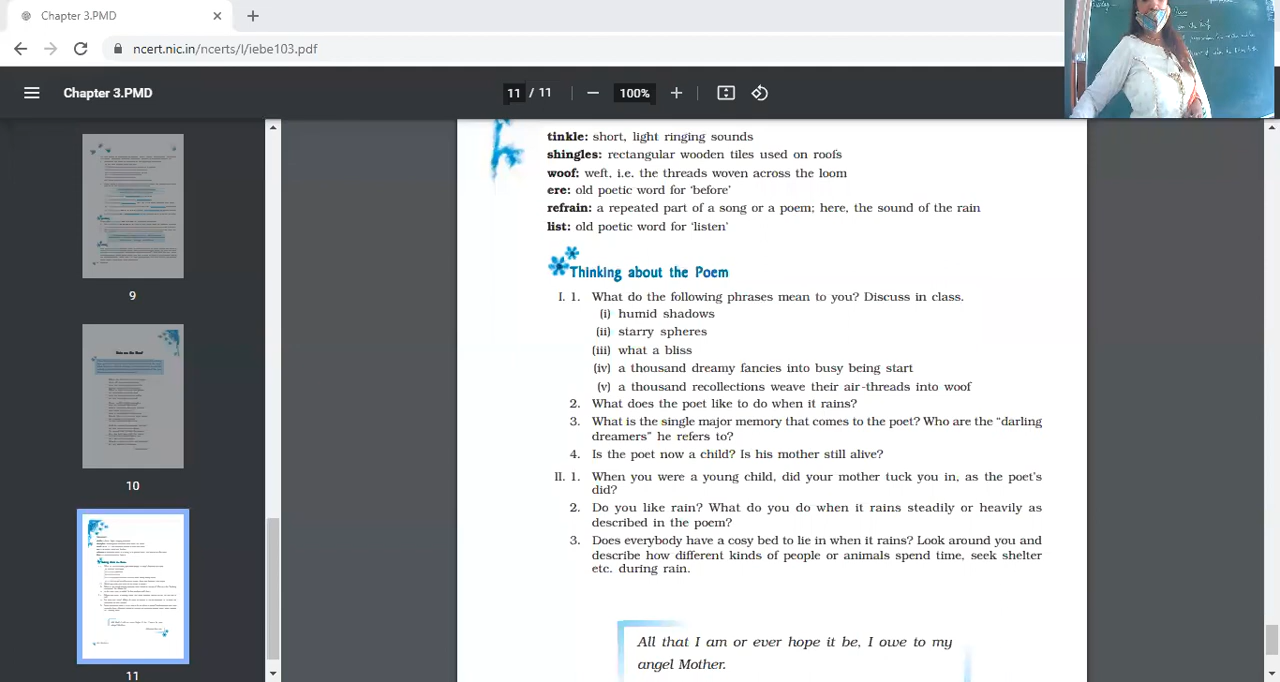 Chapter 3.PMD
ncert.nic.in/ncerts/l/iebe103.pdf
Chapter 3.PMD
11 / 11
100%
9
10
11
tinkle: short, light ringing sounds
shingles: rectangular wooden tiles used on roofs
woof: weft, i.e. the threads woven across the loom
ere: old poetic word for ‘before’
refrain: a repeated part of a song or a poem; here, the sound of the rain
list: old poetic word for ‘listen’
Thinking about the Poem
I. 1. What do the following phrases mean to you? Discuss in class.
(i) humid shadows
(ii) starry spheres
(iii) what a bliss
(iv) a thousand dreamy fancies into busy being start
(v) a thousand recollections weave their air-threads into woof
2. What does the poet like to do when it rains?
3. What is the single major memory that comes to the poet? Who are the “darling
dreamers” he refers to?
4. Is the poet now a child? Is his mother still alive?
II. 1. When you were a young child, did your mother tuck you in, as the poet’s
did?
2. Do you like rain? What do you do when it rains steadily or heavily as
described in the poem?
3. Does everybody have a cosy bed to lie in when it rains? Look around you and
describe how different kinds of people or animals spend time, seek shelter
etc. during rain.
All that I am or ever hope it be, I owe to my
angel Mother.